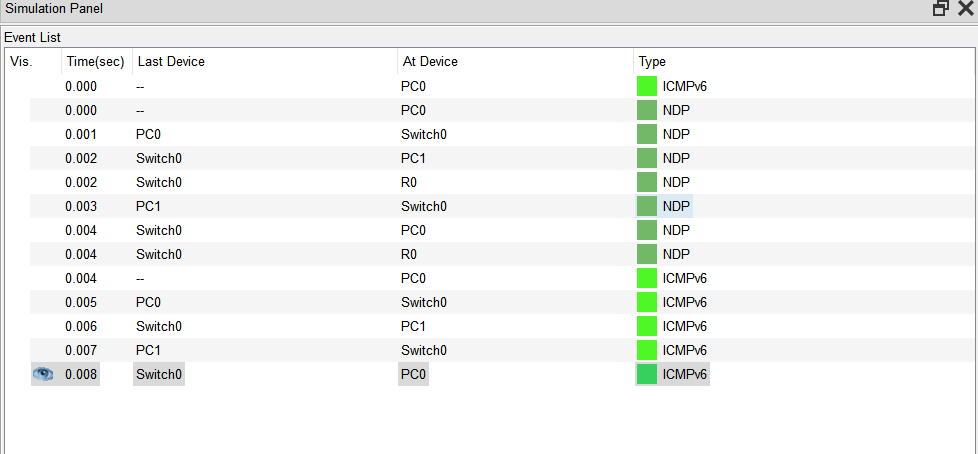 Simulation Panel
Event List
Vis. Time(sec) Last Device At Device Type
0.000 -- PC0 ICMPv6
0.000 -- PC0 NDP
0.001 PC0 Switch0 NDP
0.002 Switch0 PC1 NDP
0.002 Switch0 R0 NDP
0.003 PC1 Switch0 NDP
0.004 Switch0 PC0 NDP
0.004 Switch0 R0 NDP
0.004 -- PC0 ICMPv6
0.005 PC0 Switch0 ICMPv6
0.006 Switch0 PC1 ICMPv6
0.007 PC1 Switch0 ICMPv6
0.008 Switch0 PC0 ICMPv6